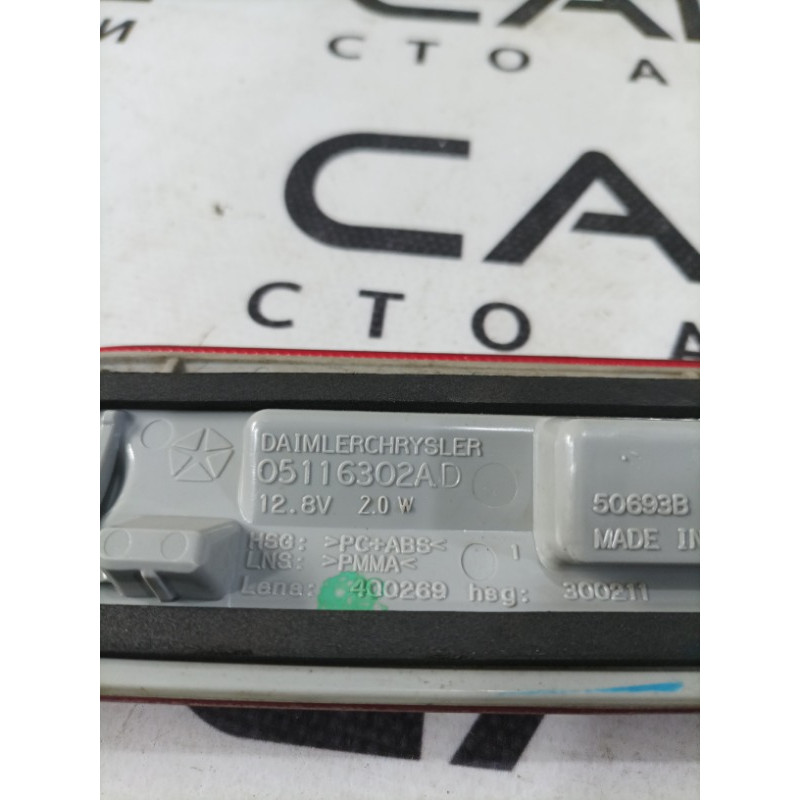 СТО А
СА
СТО А
DAIMLERCHRYSLER
05116302AD
12.8V 2.0 W
HSG: >PC+ABS<
LNS: >PMMA<
1
Lens: 400269 hsg: 300211
50693B
MADE IN